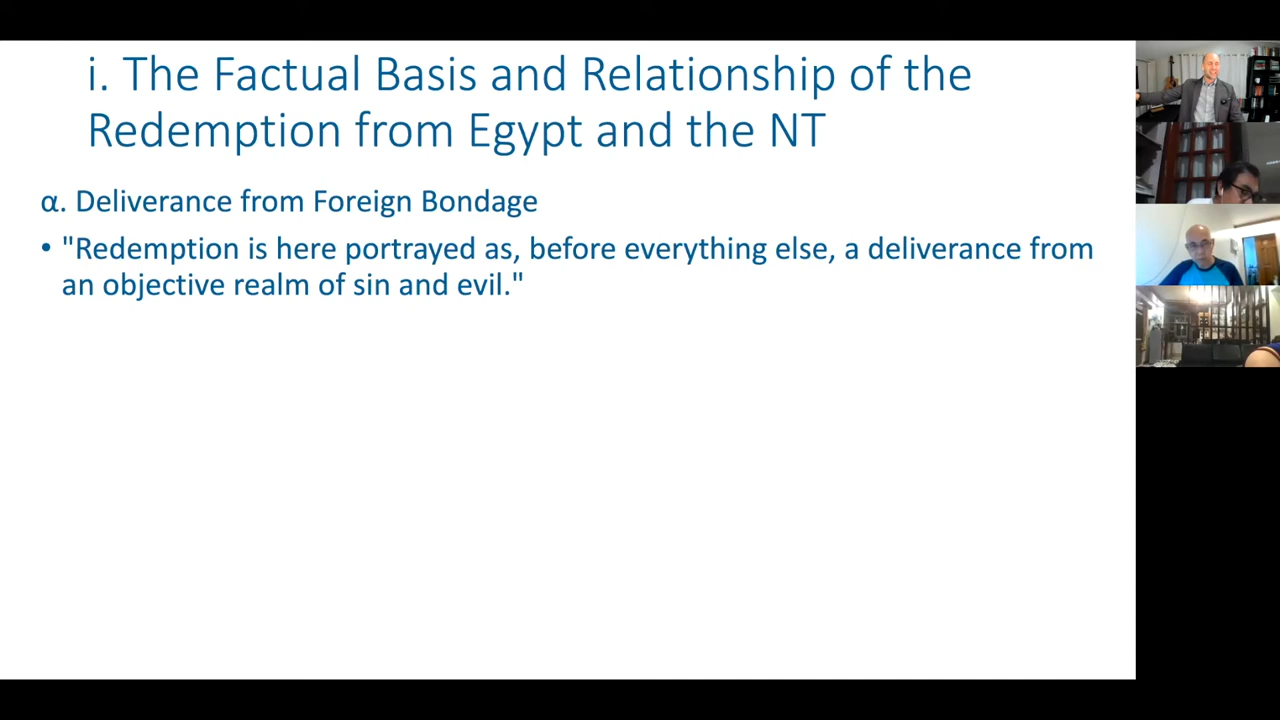 i. The Factual Basis and Relationship of the
Redemption from Egypt and the NT
α. Deliverance from Foreign Bondage
• "Redemption is here portrayed as, before everything else, a deliverance from
an objective realm of sin and evil."